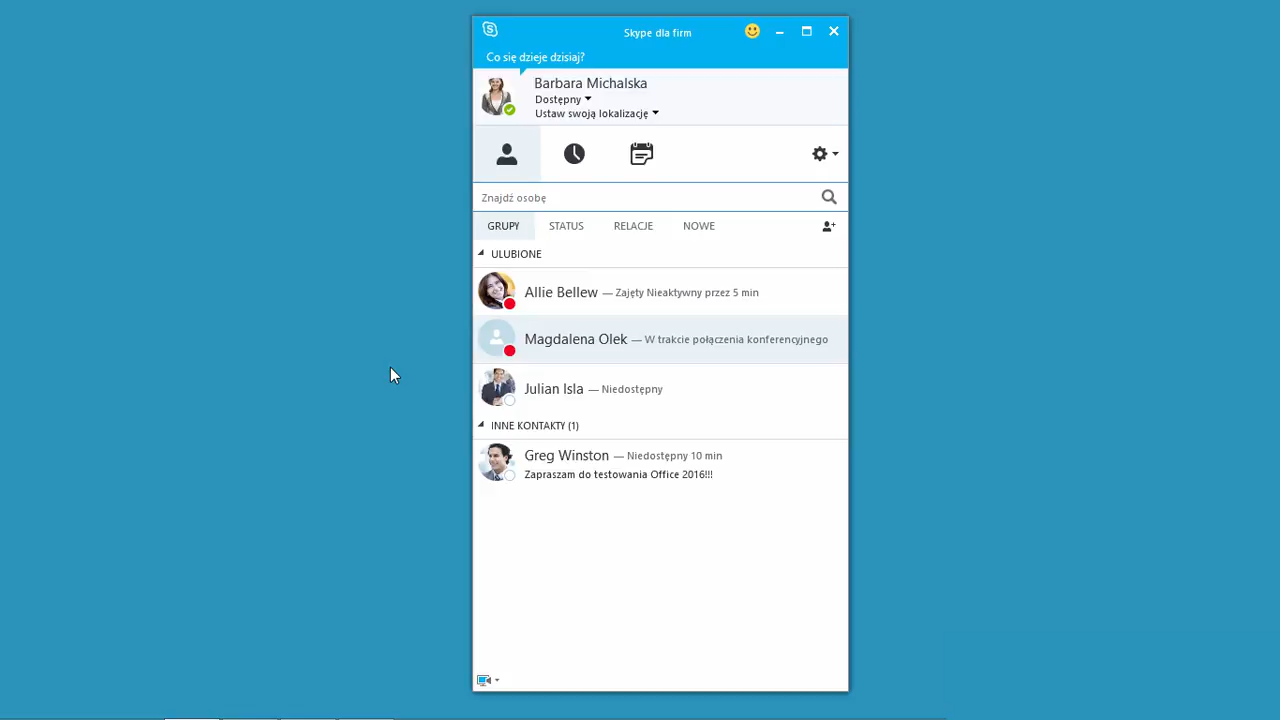 Skype dla firm
Co się dzieje dzisiaj?
Barbara Michalska
Dostępny
Ustaw swoją lokalizację
Znajdź osobę
GRUPY STATUS RELACJE NOWE
ULUBIONE
Allie Bellew — Zajęty Nieaktywny przez 5 min
Magdalena Olek — W trakcie połączenia konferencyjnego
Julian Isla — Niedostępny
INNE KONTAKTY (1)
Greg Winston — Niedostępny 10 min
Zapraszam do testowania Office 2016!!!